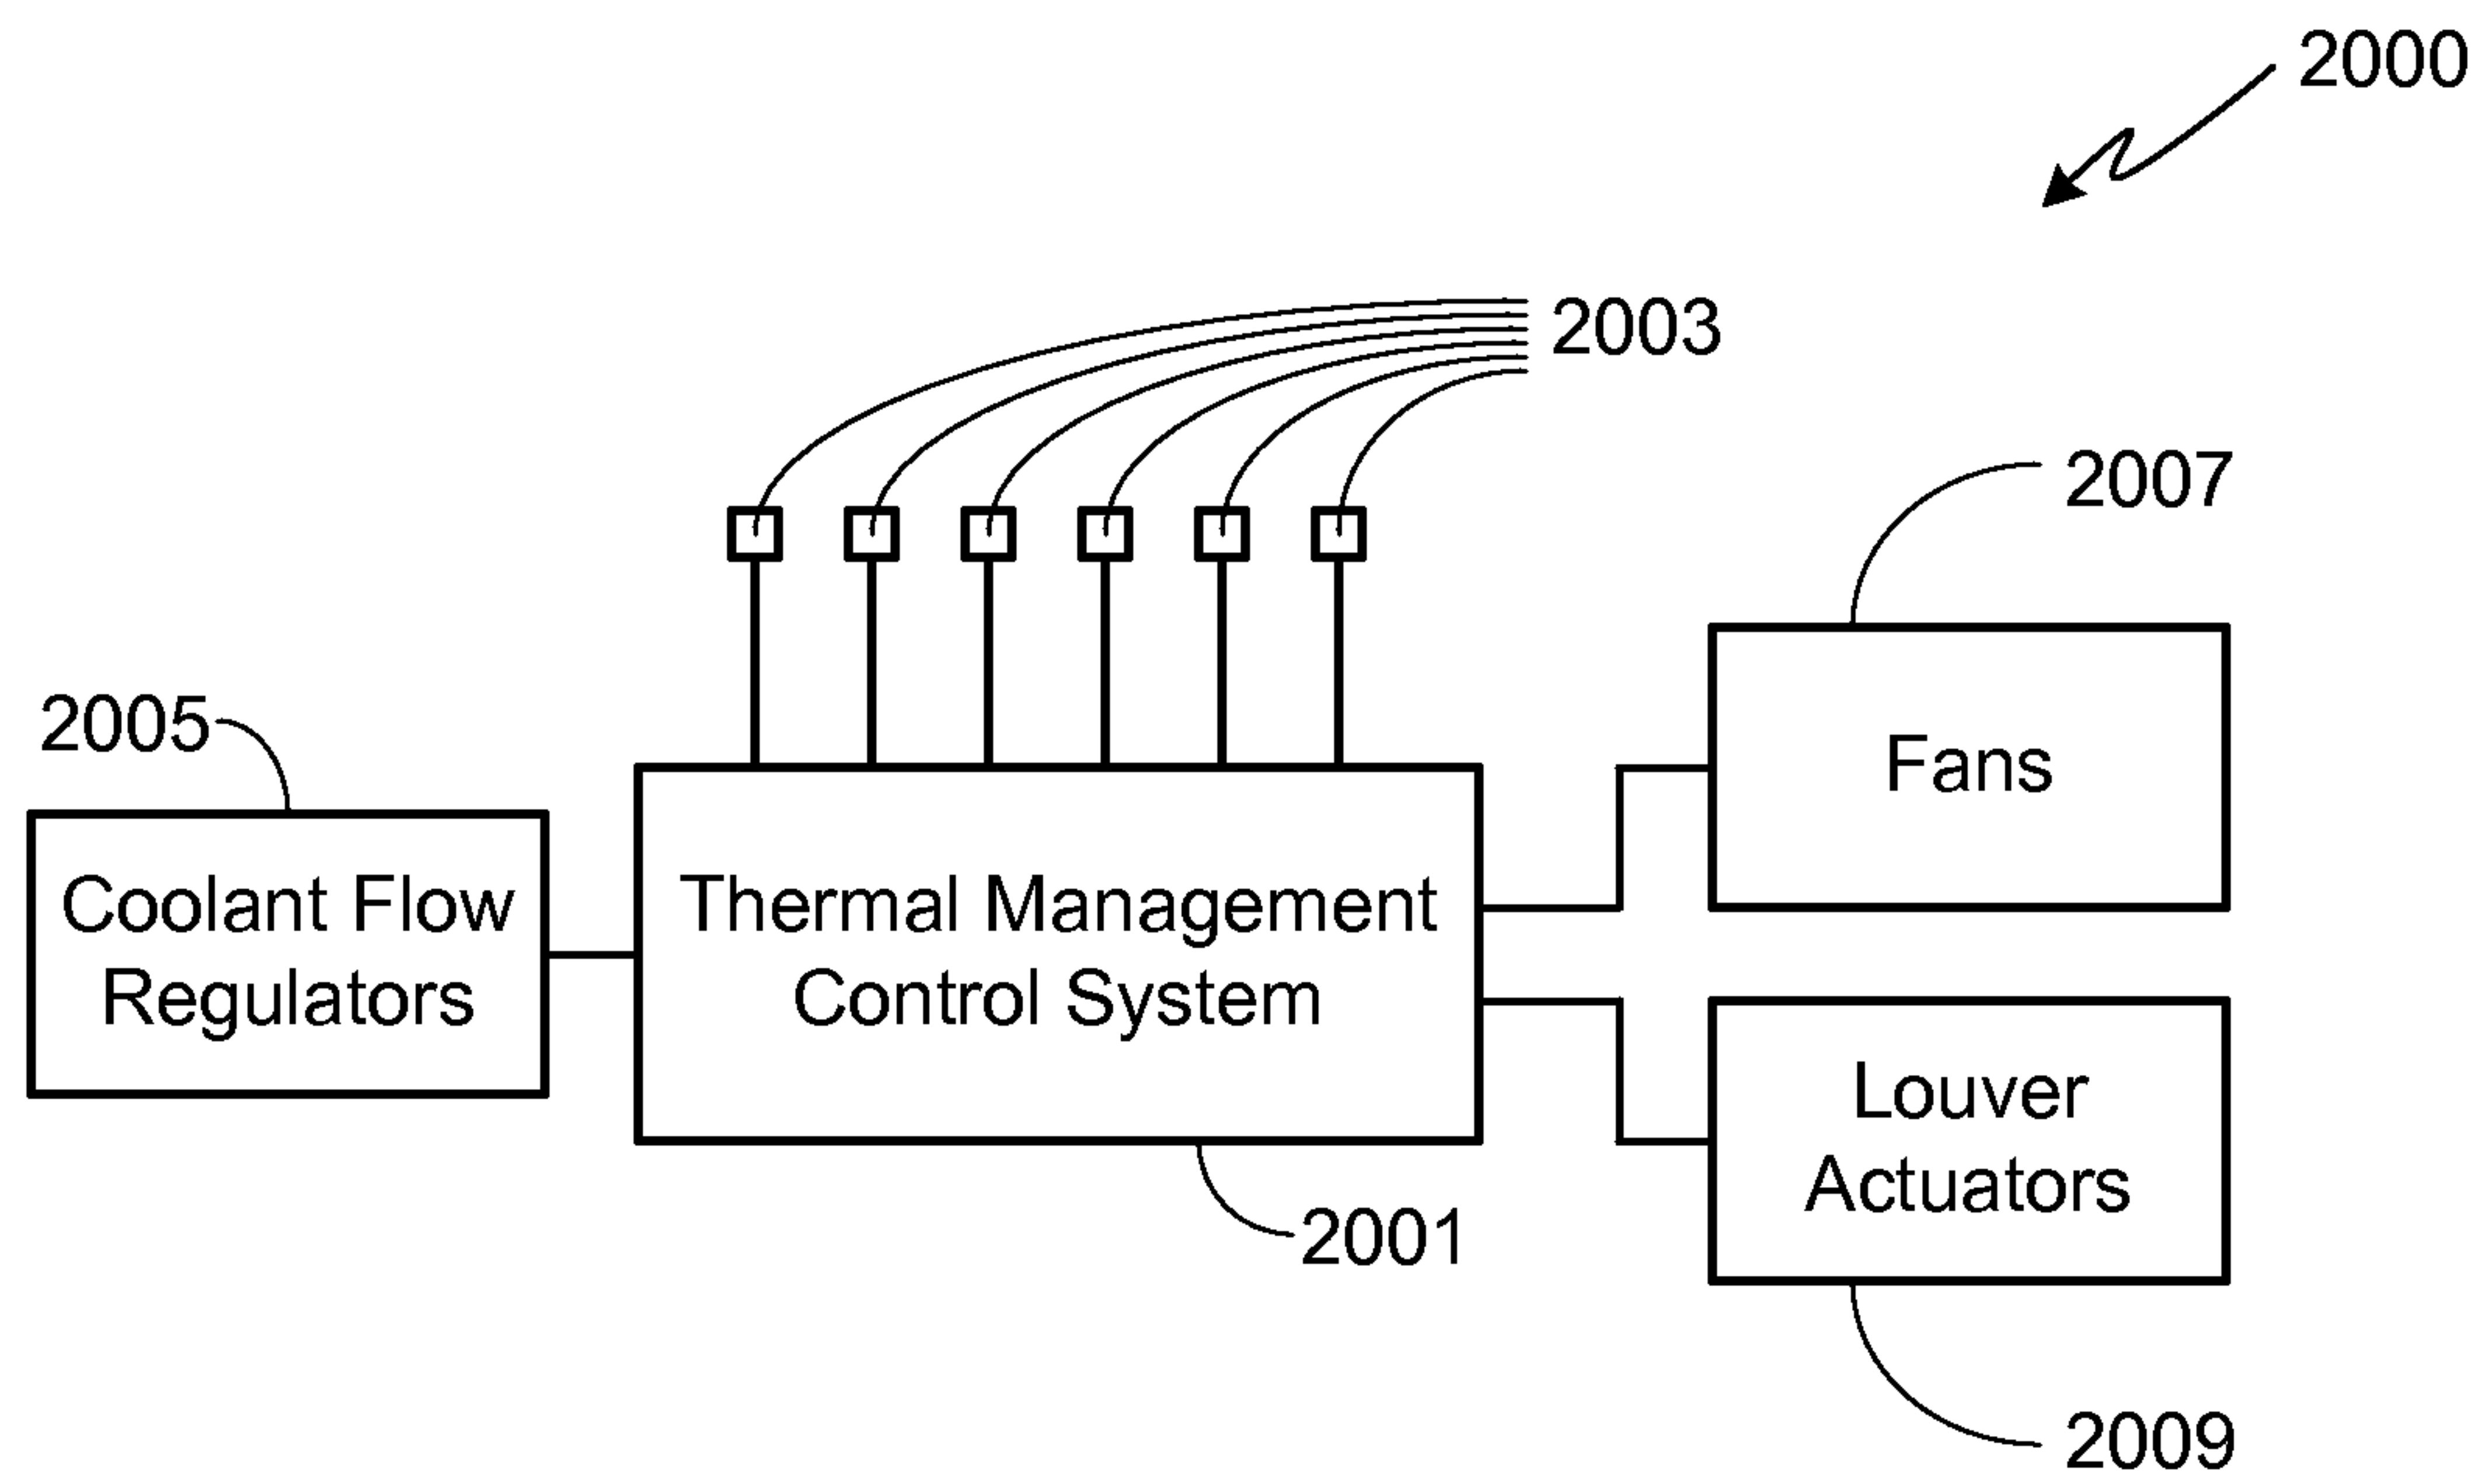 2000
2003
2007
2005
Fans
Coolant Flow
Regulators
Thermal Management
Control System
Louver
Actuators
2001
2009